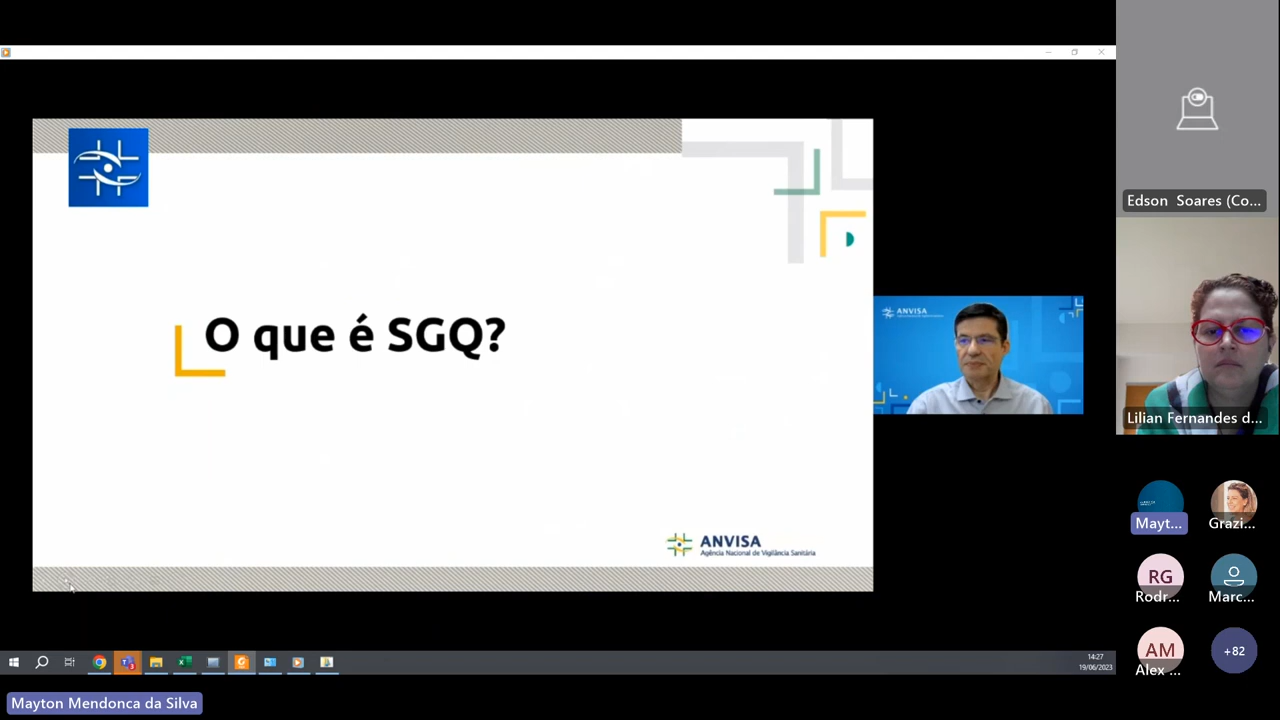 O que é SGQ?
ANVISA
Agência Nacional de Vigilância Sanitária
ANVISA
Edson Soares (Co...
Lilian Fernandes d...
Mayt...
Grazi...
RG
Rodr...
Marc...
AM
Alex ...
+82
14:27
19/06/2023
Mayton Mendonca da Silva